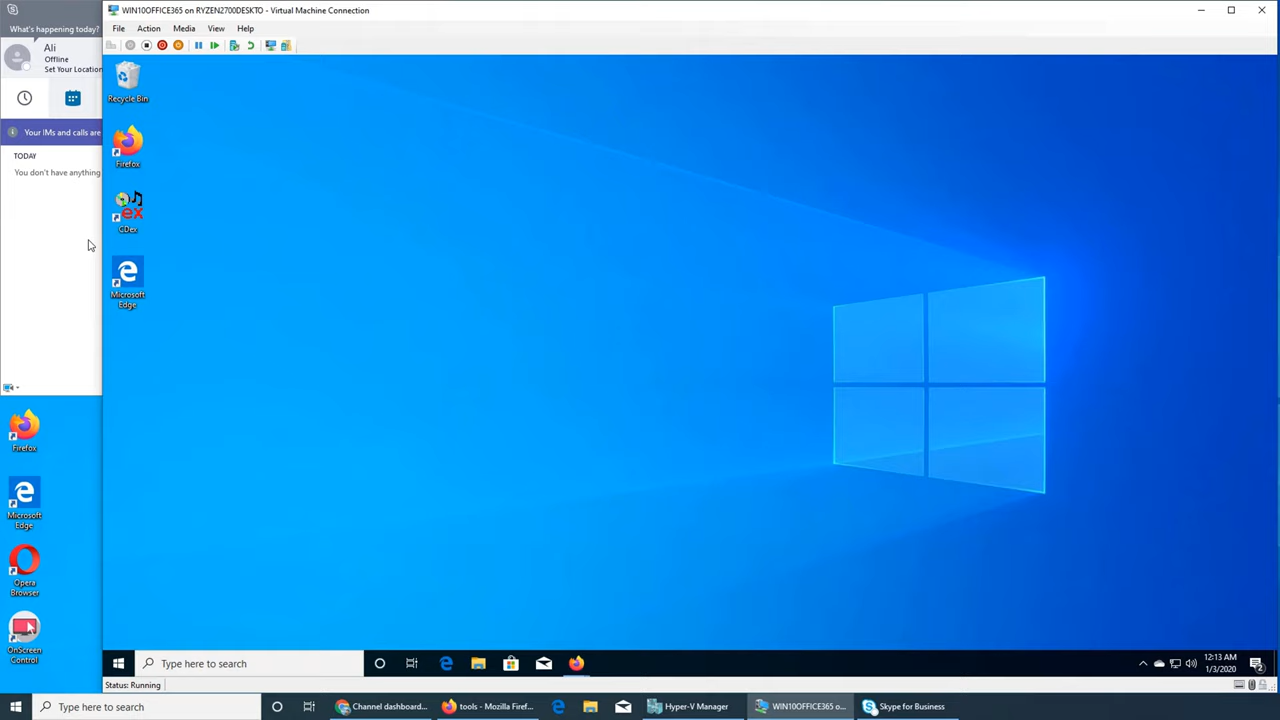 What's happening today?
Ali
Offline
Set Your Location
Your IMs and calls are
TODAY
You don't have anything
Firefox
Microsoft
Edge
Opera
Browser
OnScreen
Control
WIN10OFFICE365 on RYZEN2700DESKTO - Virtual Machine Connection
File Action Media View Help
Recycle Bin
Firefox
ex
CDex
Microsoft
Edge
Type here to search
12:13 AM
1/3/2020
2
Status: Running
Type here to search
Channel dashboard...
tools - Mozilla Firef...
Hyper-V Manager
WIN10OFFICE365 o...
Skype for Business